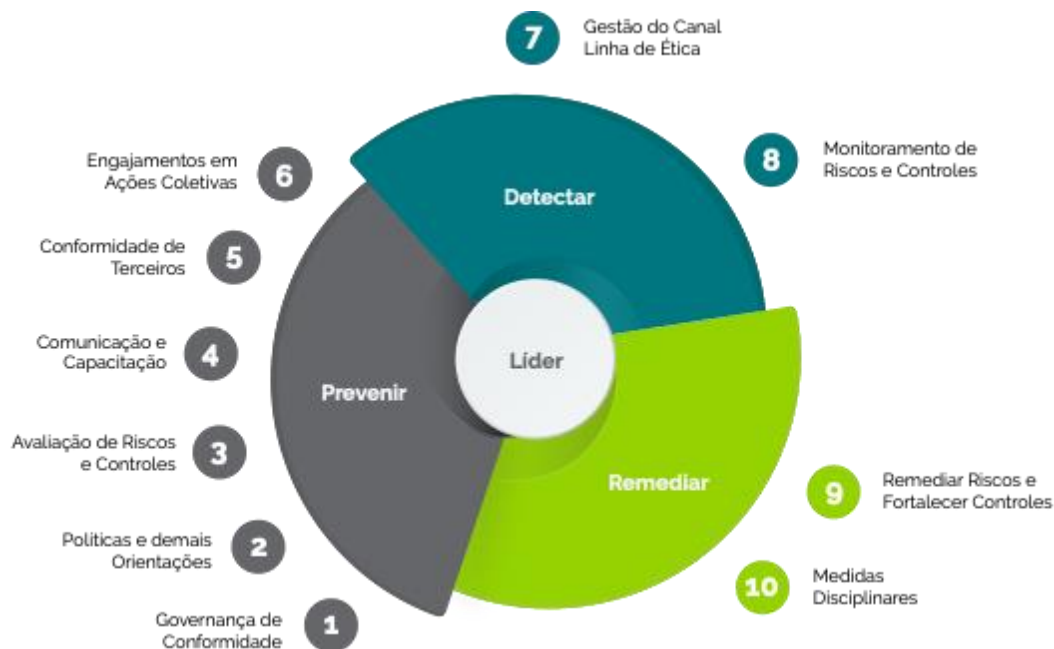 7
Gestão do Canal
Linha de Ética
8
Monitoramento de
Riscos e Controles
6
Engajamentos em
Ações Coletivas
Detectar
5
Conformidade de
Terceiros
4
Comunicação e
Capacitação
Líder
Prevenir
3
Avaliação de Riscos
e Controles
Remediar
9
Remediar Riscos e
Fortalecer Controles
2
Políticas e demais
Orientações
10
Medidas
Disciplinares
1
Governança de
Conformidade